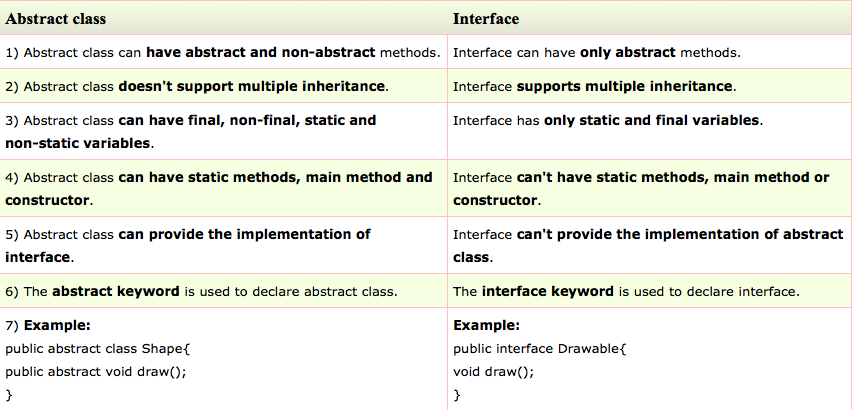 Abstract class
Interface
1) Abstract class can have abstract and non-abstract methods.
Interface can have only abstract methods.
2) Abstract class doesn't support multiple inheritance.
Interface supports multiple inheritance.
3) Abstract class can have final, non-final, static and
non-static variables.
Interface has only static and final variables.
4) Abstract class can have static methods, main method and
constructor.
Interface can't have static methods, main method or
constructor.
5) Abstract class can provide the implementation of
interface.
Interface can't provide the implementation of abstract
class.
6) The abstract keyword is used to declare abstract class.
The interface keyword is used to declare interface.
7) Example:
public abstract class Shape{
public abstract void draw();
}
Example:
public interface Drawable{
void draw();
}